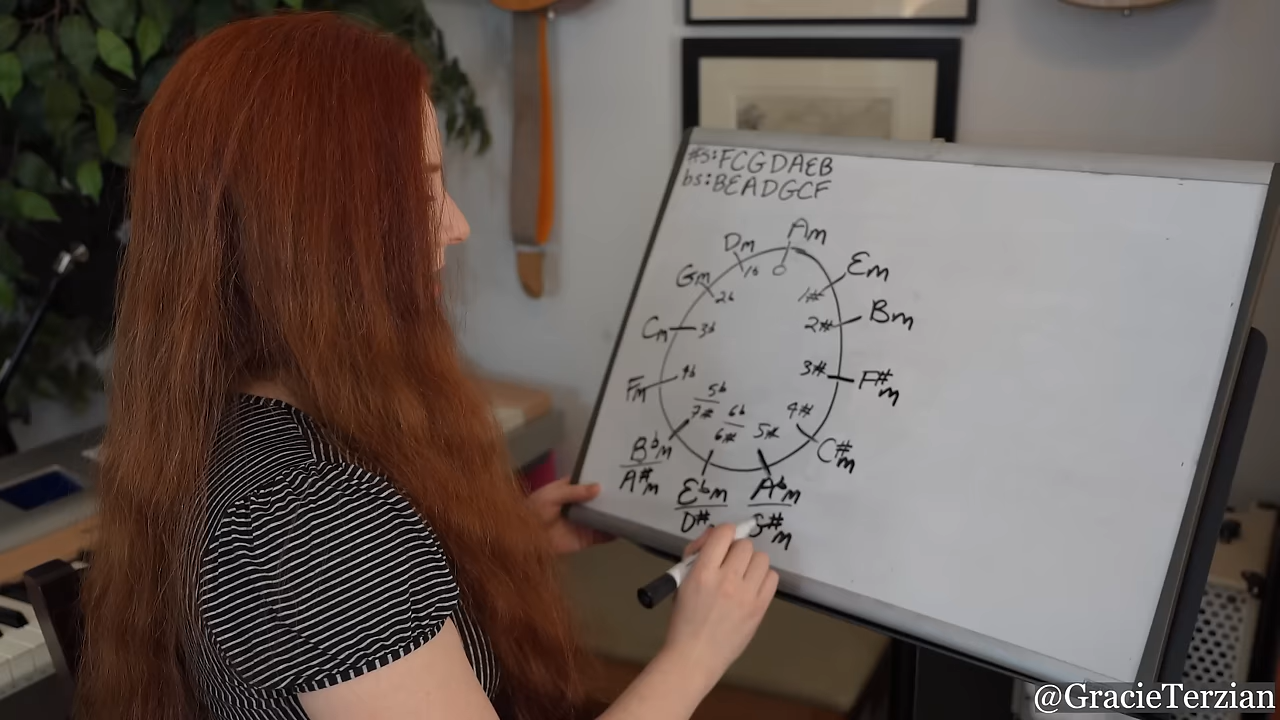 #s: FCGDAEB
bs: BEADGCF
Am
Dm
0
1b
Em
Gm
1#
2b
Bm
Cm
3b
2#
3#
F#m
Fm
4b
5b
7#
6b
6#
5#
4#
C#m
Bbm
A#m
Ebm
D#
Abm
G#m
@GracieTerzian